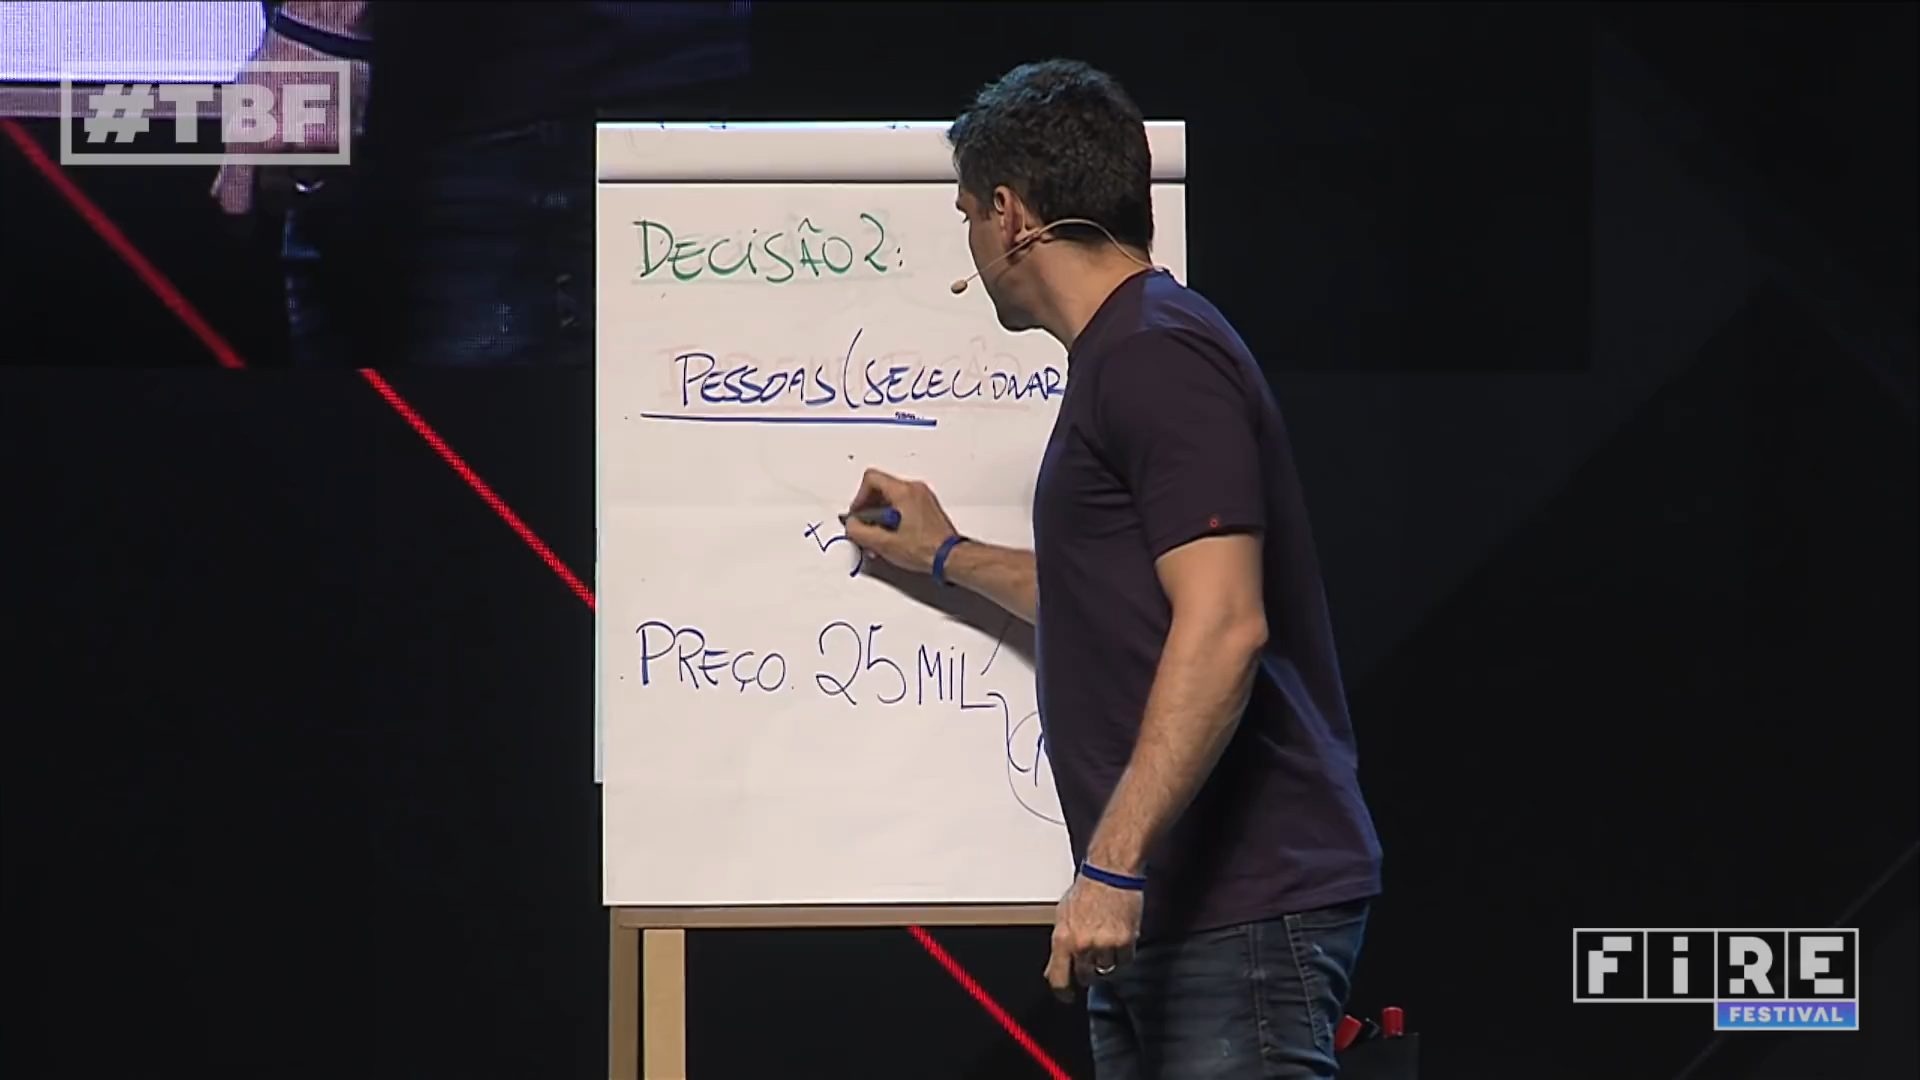 #TBF
DECISÃO 2:
PESSOAS (SELECIONAR
PREÇO. 25 MIL
FIRE
FESTIVAL